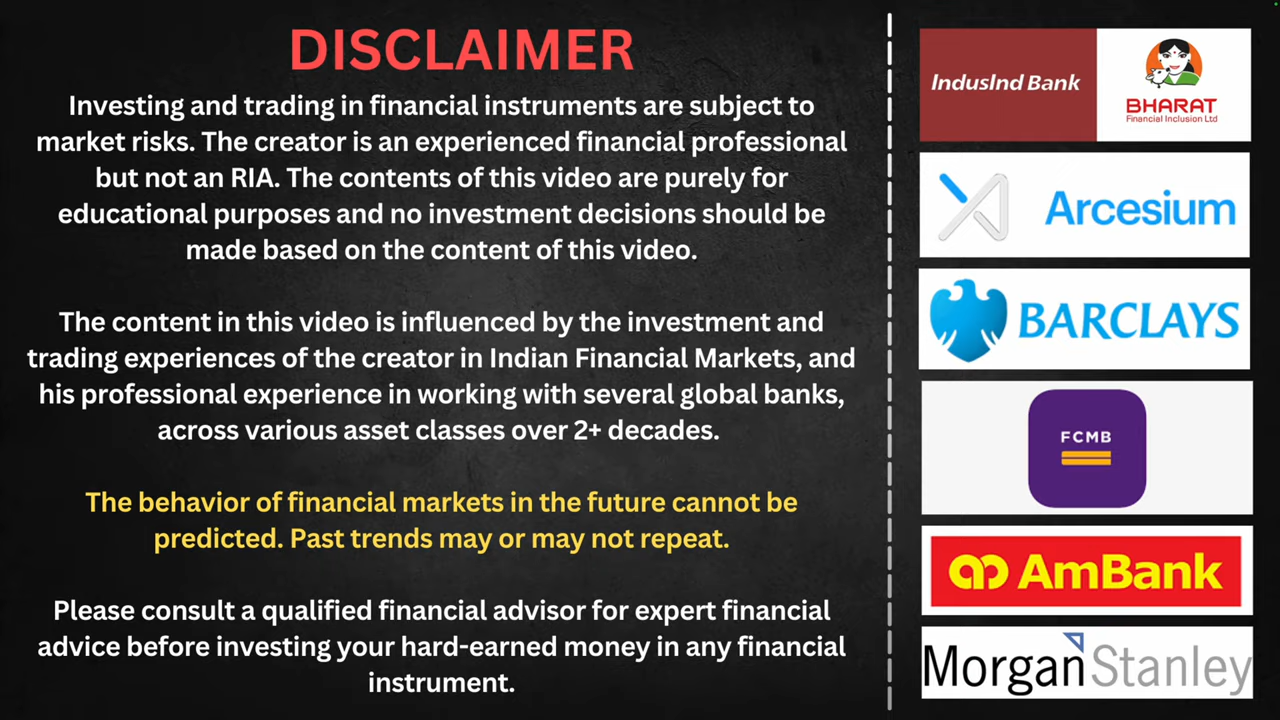 DISCLAIMER
Investing and trading in financial instruments are subject to
market risks. The creator is an experienced financial professional
but not an RIA. The contents of this video are purely for
educational purposes and no investment decisions should be
made based on the content of this video.
The content in this video is influenced by the investment and
trading experiences of the creator in Indian Financial Markets, and
his professional experience in working with several global banks,
across various asset classes over 2+ decades.
The behavior of financial markets in the future cannot be
predicted. Past trends may or may not repeat.
Please consult a qualified financial advisor for expert financial
advice before investing your hard-earned money in any financial
instrument.
IndusInd Bank
BHARAT
Financial Inclusion Ltd
Arcesium
BARCLAYS
FCMB
AmBank
Morgan Stanley